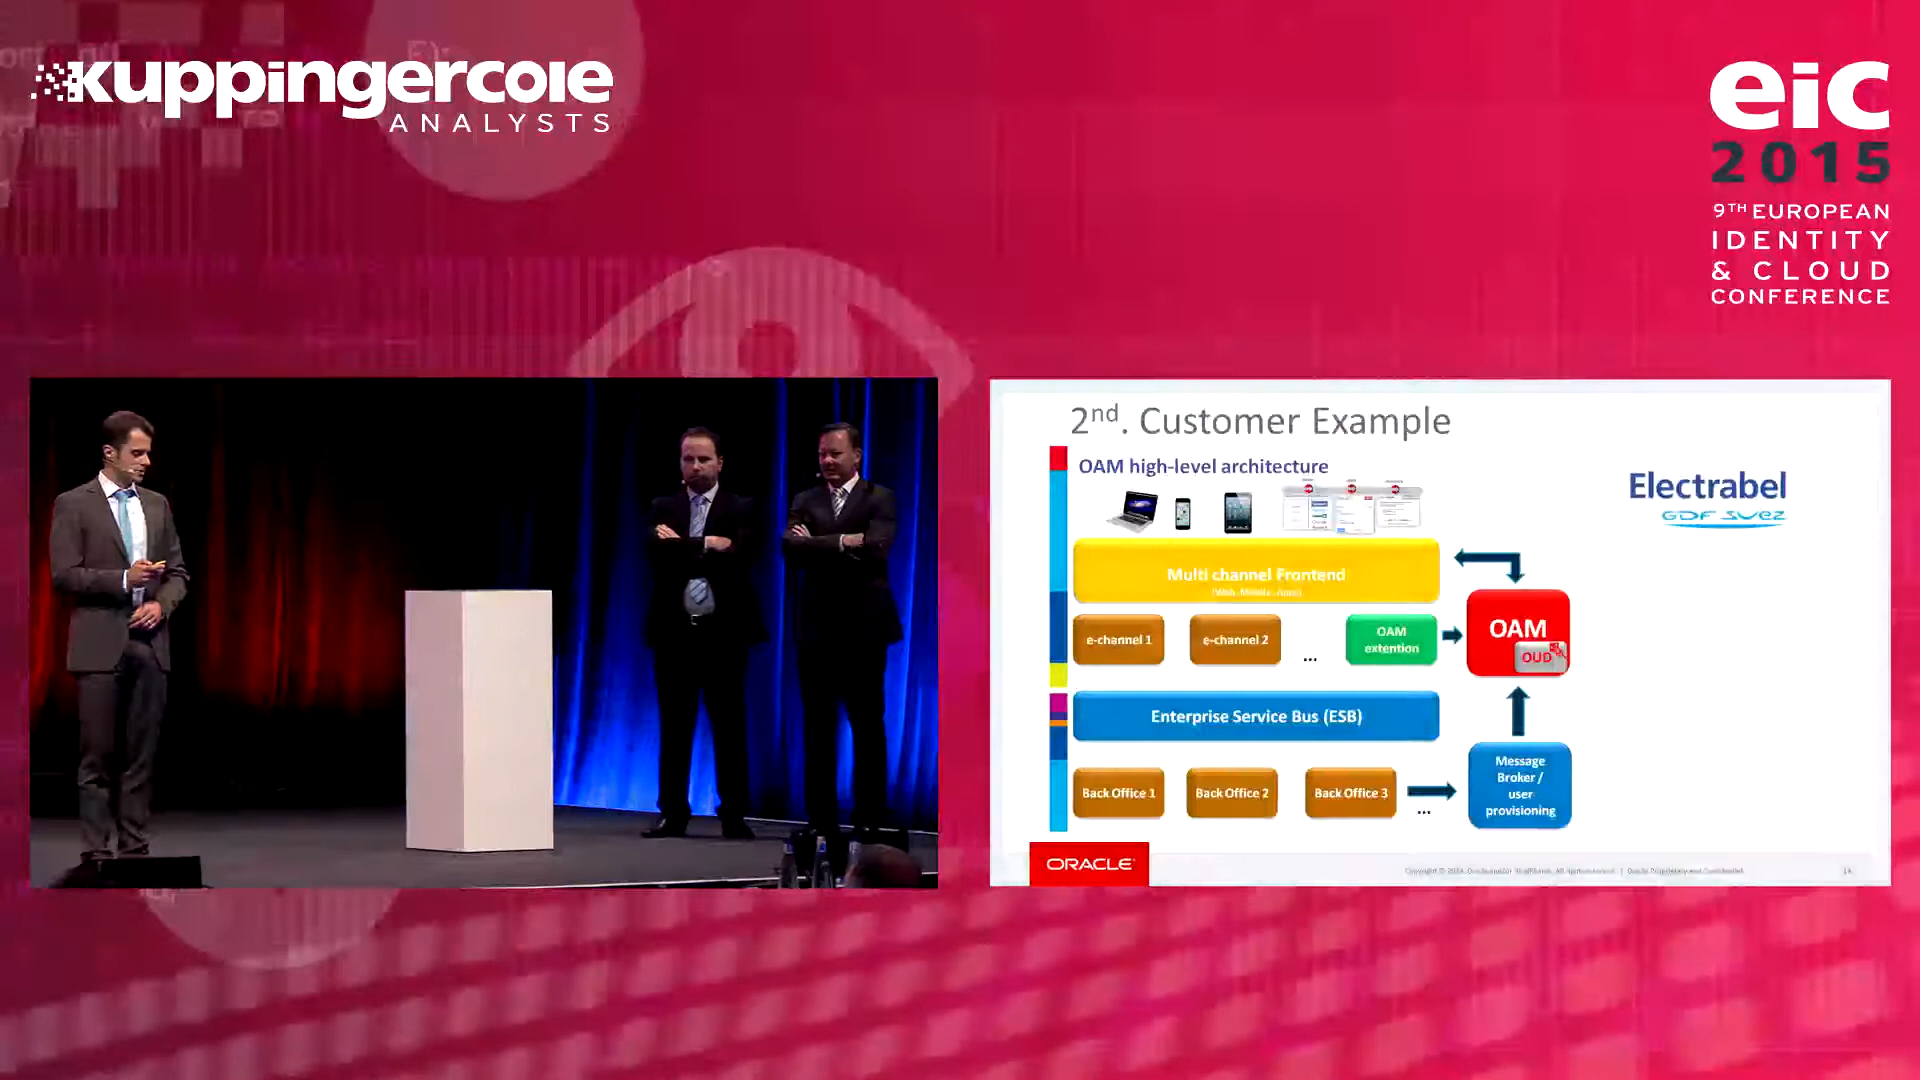 kuppingercole
ANALYSTS
eic
2015
9TH EUROPEAN
IDENTITY
& CLOUD
CONFERENCE
2nd. Customer Example
OAM high-level architecture
Electrabel
GDF SUEZ
Multi channel Frontend
e-channel 1
e-channel 2
...
OAM
extention
OAM
OUD
Enterprise Service Bus (ESB)
Back Office 1
Back Office 2
Back Office 3
...
Message
Broker /
user
provisioning
ORACLE